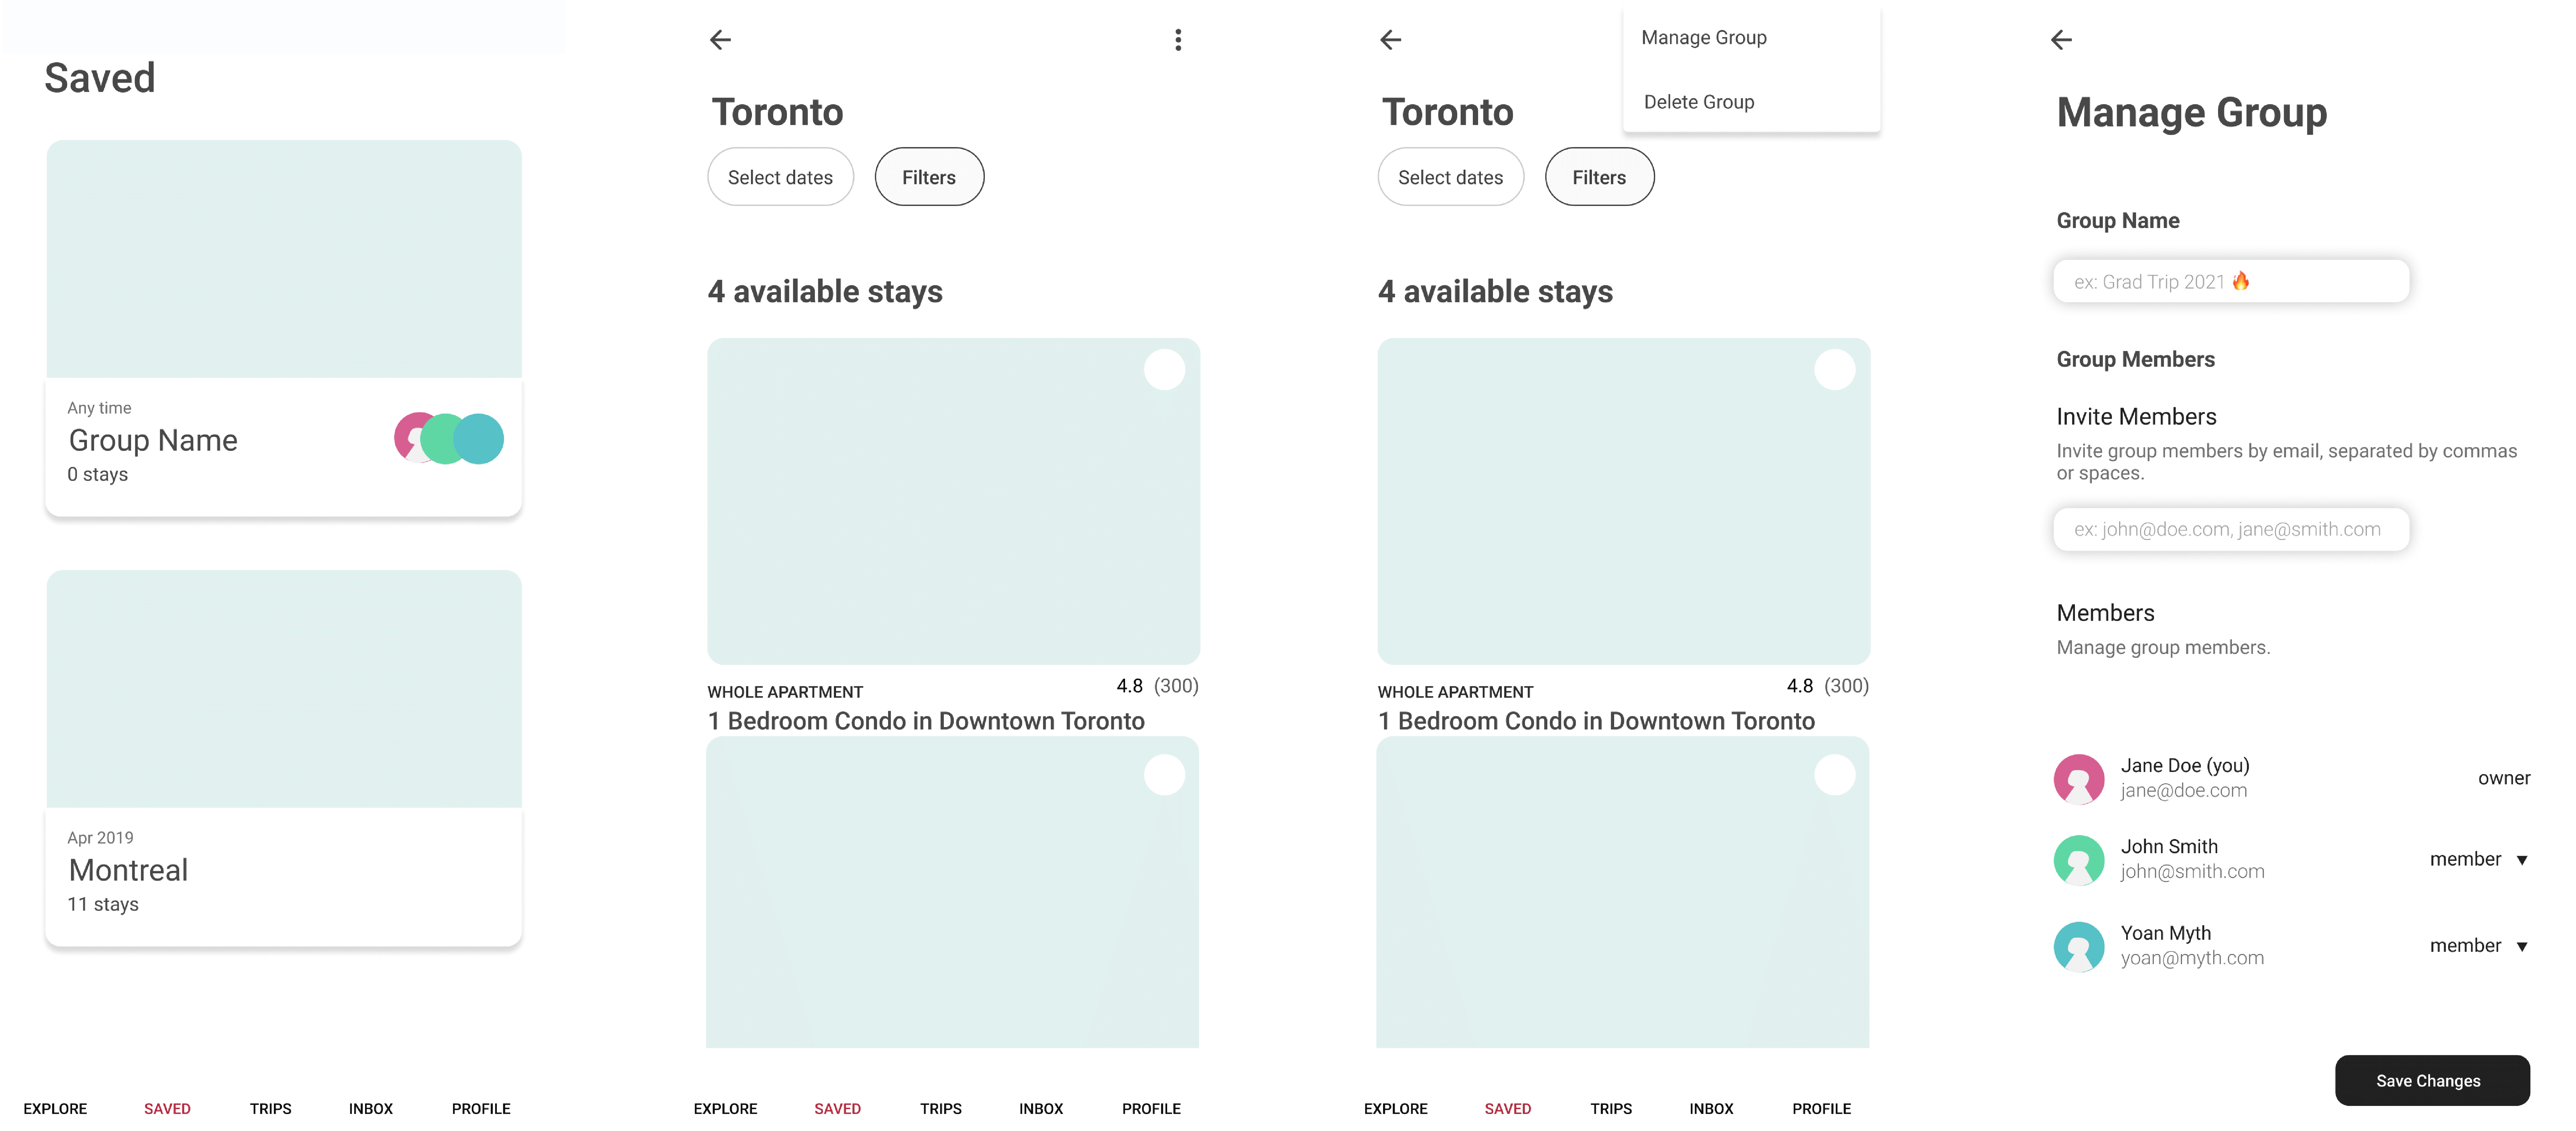 Saved
Any time
Group Name
0 stays
Apr 2019
Montreal
11 stays
EXPLORE SAVED TRIPS INBOX PROFILE
Toronto
Select dates Filters
4 available stays
WHOLE APARTMENT 4.8 (300)
1 Bedroom Condo in Downtown Toronto
EXPLORE SAVED TRIPS INBOX PROFILE
Manage Group
Delete Group
Toronto
Select dates Filters
4 available stays
WHOLE APARTMENT 4.8 (300)
1 Bedroom Condo in Downtown Toronto
EXPLORE SAVED TRIPS INBOX PROFILE
Manage Group
Group Name
ex: Grad Trip 2021 🔥
Group Members
Invite Members
Invite group members by email, separated by commas
or spaces.
ex: john@doe.com, jane@smith.com
Members
Manage group members.
Jane Doe (you)
jane@doe.com
owner
John Smith
john@smith.com
member ▼
Yoan Myth
yoan@myth.com
member ▼
Save Changes